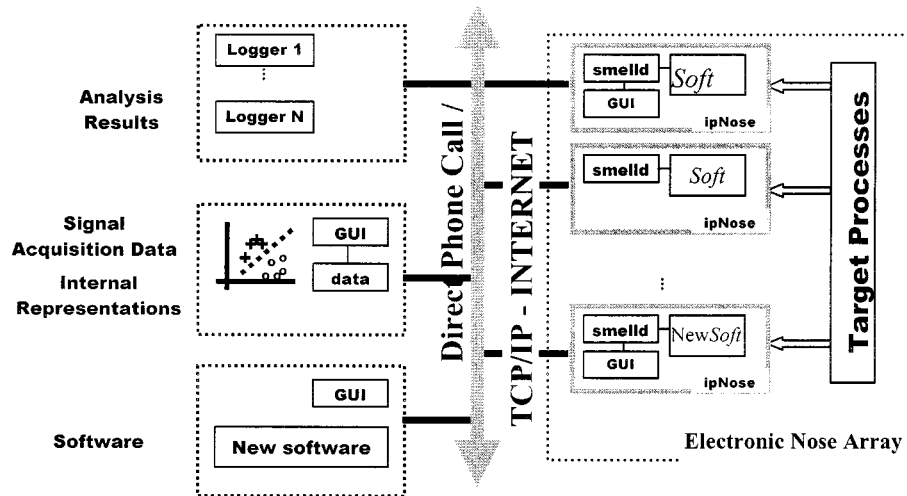 Analysis
Results
Logger 1
Logger N
Signal
Acquisition Data
Internal
Representations
GUI
data
Software
GUI
New software
Direct Phone Call /
TCP/IP - INTERNET
smelld
Soft
GUI
ipNose
smelld
Soft
ipNose
smelld
NewSoft
GUI
ipNose
Target Processes
Electronic Nose Array